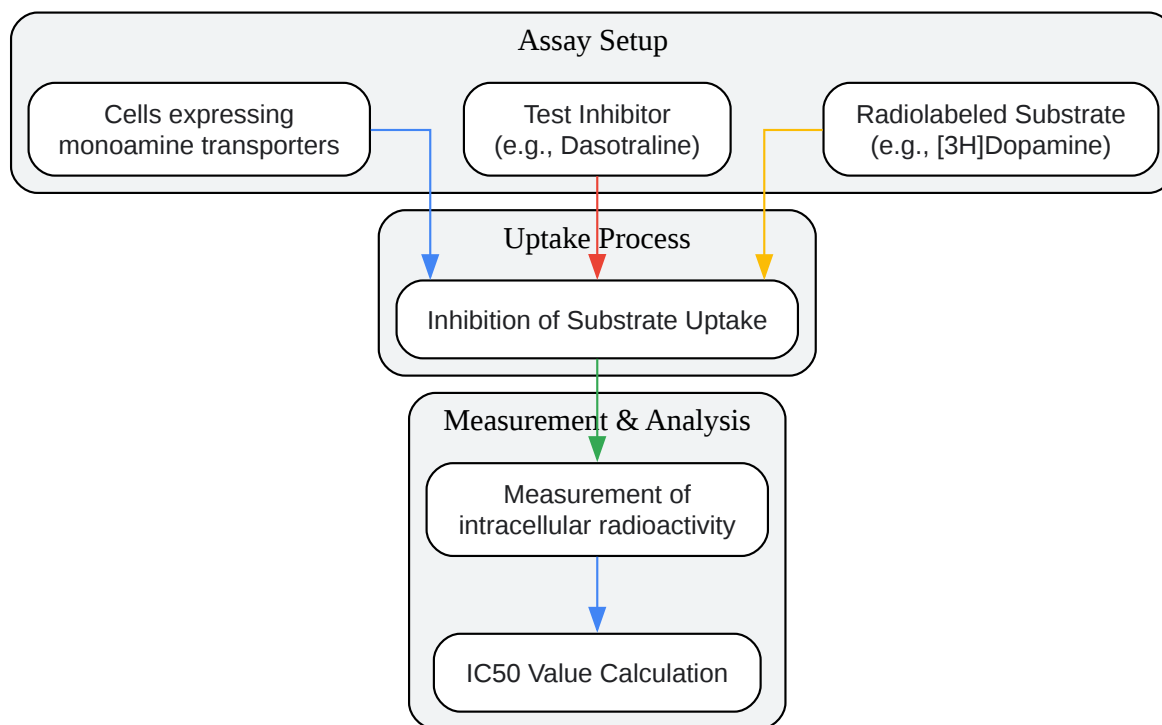 Assay Setup
Cells expressing
monoamine transporters
Test Inhibitor
(e.g., Dasotraline)
Radiolabeled Substrate
(e.g., [3H]Dopamine)
Uptake Process
Inhibition of Substrate Uptake
Measurement & Analysis
Measurement of
intracellular radioactivity
IC50 Value Calculation